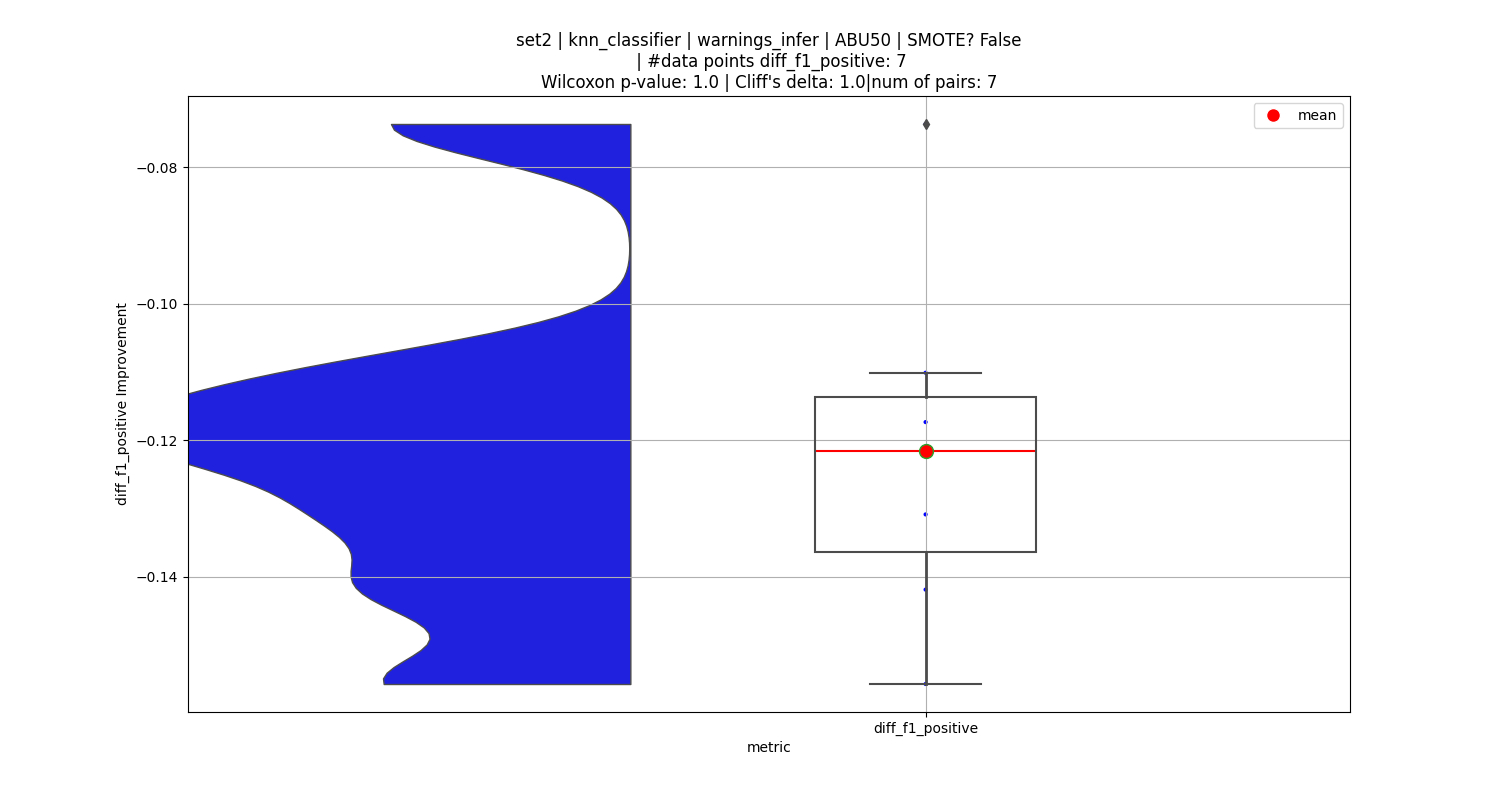 set2 | knn_classifier | warnings_infer | ABU50 | SMOTE? False
| #data points diff_f1_positive: 7
Wilcoxon p-value: 1.0 | Cliff's delta: 1.0|num of pairs: 7
mean
−0.08
−0.10
−0.12
−0.14
diff_f1_positive Improvement
diff_f1_positive
metric